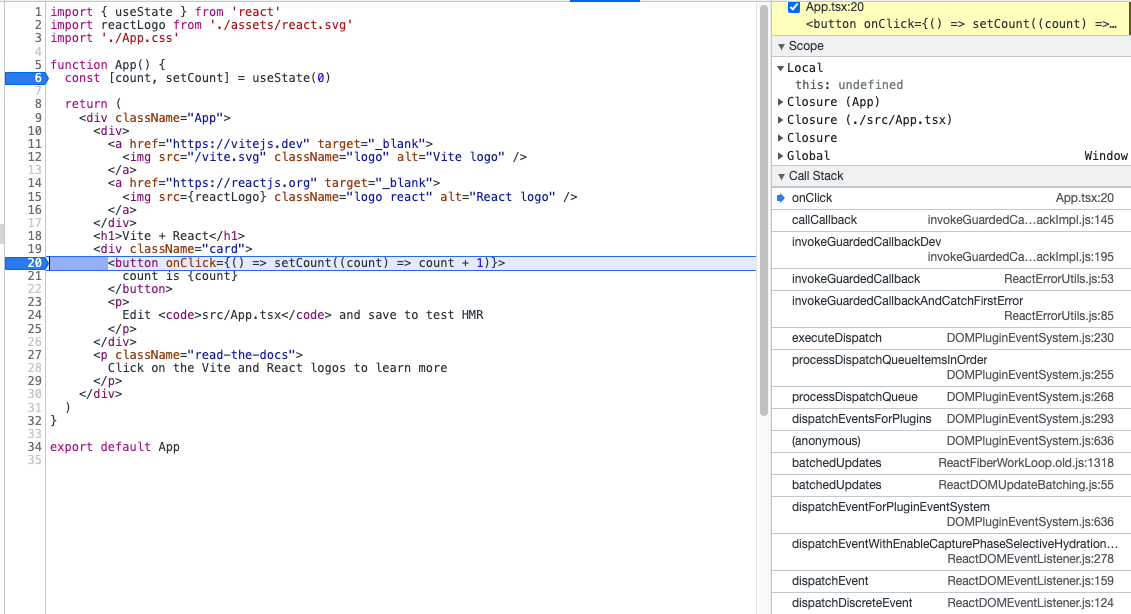 1 import { useState } from 'react'
2 import reactLogo from './assets/react.svg'
3 import './App.css'
4
5 function App() {
6 const [count, setCount] = useState(0)
7
8 return (
9 <div className="App">
10 <div>
11 <a href="https://vitejs.dev" target="_blank">
12 <img src="/vite.svg" className="logo" alt="Vite logo" />
13 </a>
14 <a href="https://reactjs.org" target="_blank">
15 <img src={reactLogo} className="logo react" alt="React logo" />
16 </a>
17 </div>
18 <h1>Vite + React</h1>
19 <div className="card">
20 <button onClick={() => setCount((count) => count + 1)}>
21 count is {count}
22 </button>
23 <p>
24 Edit <code>src/App.tsx</code> and save to test HMR
25 </p>
26 </div>
27 <p className="read-the-docs">
28 Click on the Vite and React logos to learn more
29 </p>
30 </div>
31 )
32 }
33
34 export default App
35
App.tsx:20
<button onClick={() => setCount((count) =>…
Scope
Local
this: undefined
Closure (App)
Closure (./src/App.tsx)
Closure
Global Window
Call Stack
onClick App.tsx:20
callCallback invokeGuardedCa…ackImpl.js:145
invokeGuardedCallbackDev
invokeGuardedCa…ackImpl.js:195
invokeGuardedCallback ReactErrorUtils.js:53
invokeGuardedCallbackAndCatchFirstError
ReactErrorUtils.js:85
executeDispatch DOMPluginEventSystem.js:230
processDispatchQueueItemsInOrder
DOMPluginEventSystem.js:255
processDispatchQueue DOMPluginEventSystem.js:268
dispatchEventsForPlugins DOMPluginEventSystem.js:293
(anonymous) DOMPluginEventSystem.js:636
batchedUpdates ReactFiberWorkLoop.old.js:1318
batchedUpdates ReactDOMUpdateBatching.js:55
dispatchEventForPluginEventSystem
DOMPluginEventSystem.js:636
dispatchEventWithEnableCapturePhaseSelectiveHydration…
ReactDOMEventListener.js:278
dispatchEvent ReactDOMEventListener.js:159
dispatchDiscreteEvent ReactDOMEventListener.js:124